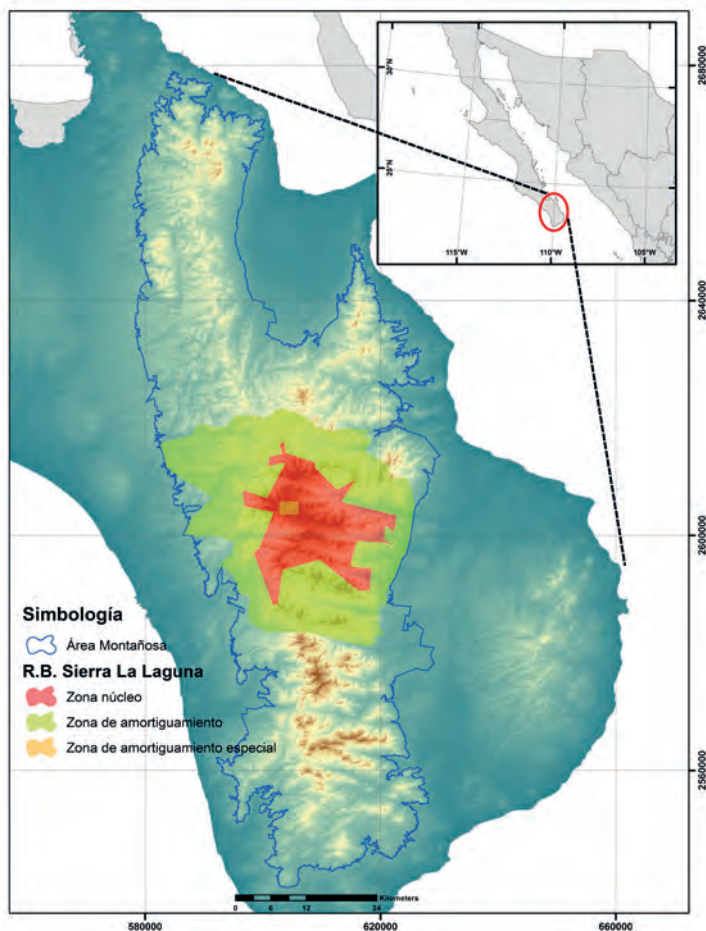 30°N
25°N
115°W
110°W
105°W
2680000
2640000
2600000
2560000
Simbología
Área Montañosa
R.B. Sierra La Laguna
Zona núcleo
Zona de amortiguamiento
Zona de amortiguamiento especial
Kilometers
0 6 12 24
580000 620000 660000